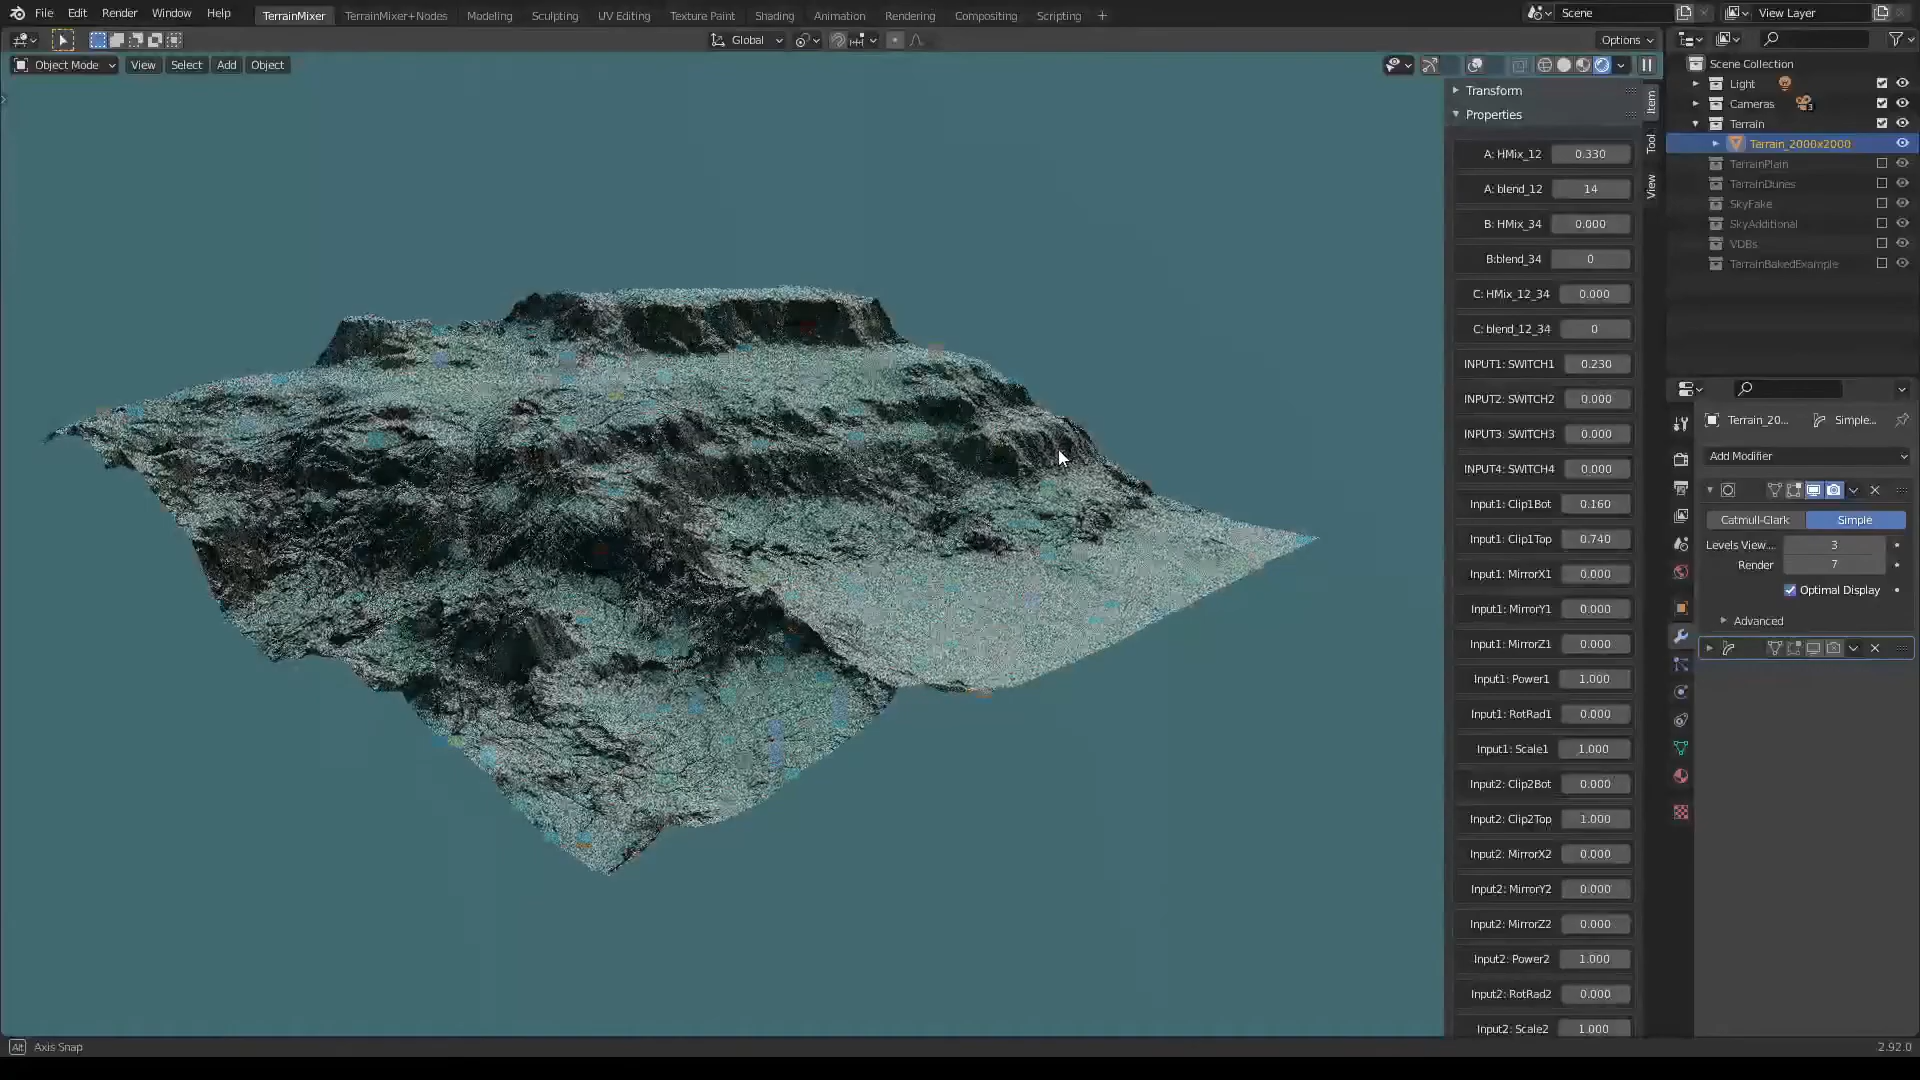 File Edit Render Window Help TerrainMixer TerrainMixer+Nodes Modeling Sculpting UV Editing Texture Paint Shading Animation Rendering Compositing Scripting + Scene View Layer
Global Options
Object Mode View Select Add Object
Scene Collection
Light
Cameras
3
Terrain
Terrain_2000x2000
TerrainPlain
TerrainDunes
SkyFake
SkyAdditional
VDBs
TerrainBakedExample
Transform
Properties
Item
Tool
View
A: HMix_12 0.330
A: blend_12 14
B: HMix_34 0.000
B:blend_34 0
C: HMix_12_34 0.000
C: blend_12_34 0
INPUT1: SWITCH1 0.230
INPUT2: SWITCH2 0.000
INPUT3: SWITCH3 0.000
INPUT4: SWITCH4 0.000
Input1: Clip1Bot 0.160
Input1: Clip1Top 0.740
Input1: MirrorX1 0.000
Input1: MirrorY1 0.000
Input1: MirrorZ1 0.000
Input1: Power1 1.000
Input1: RotRad1 0.000
Input1: Scale1 1.000
Input2: Clip2Bot 0.000
Input2: Clip2Top 1.000
Input2: MirrorX2 0.000
Input2: MirrorY2 0.000
Input2: MirrorZ2 0.000
Input2: Power2 1.000
Input2: RotRad2 0.000
Input2: Scale2 1.000
Terrain_20... Simple...
Add Modifier
Catmull-Clark Simple
Levels View... 3
Render 7
Optimal Display
Advanced
Alt Axis Snap
2.92.0